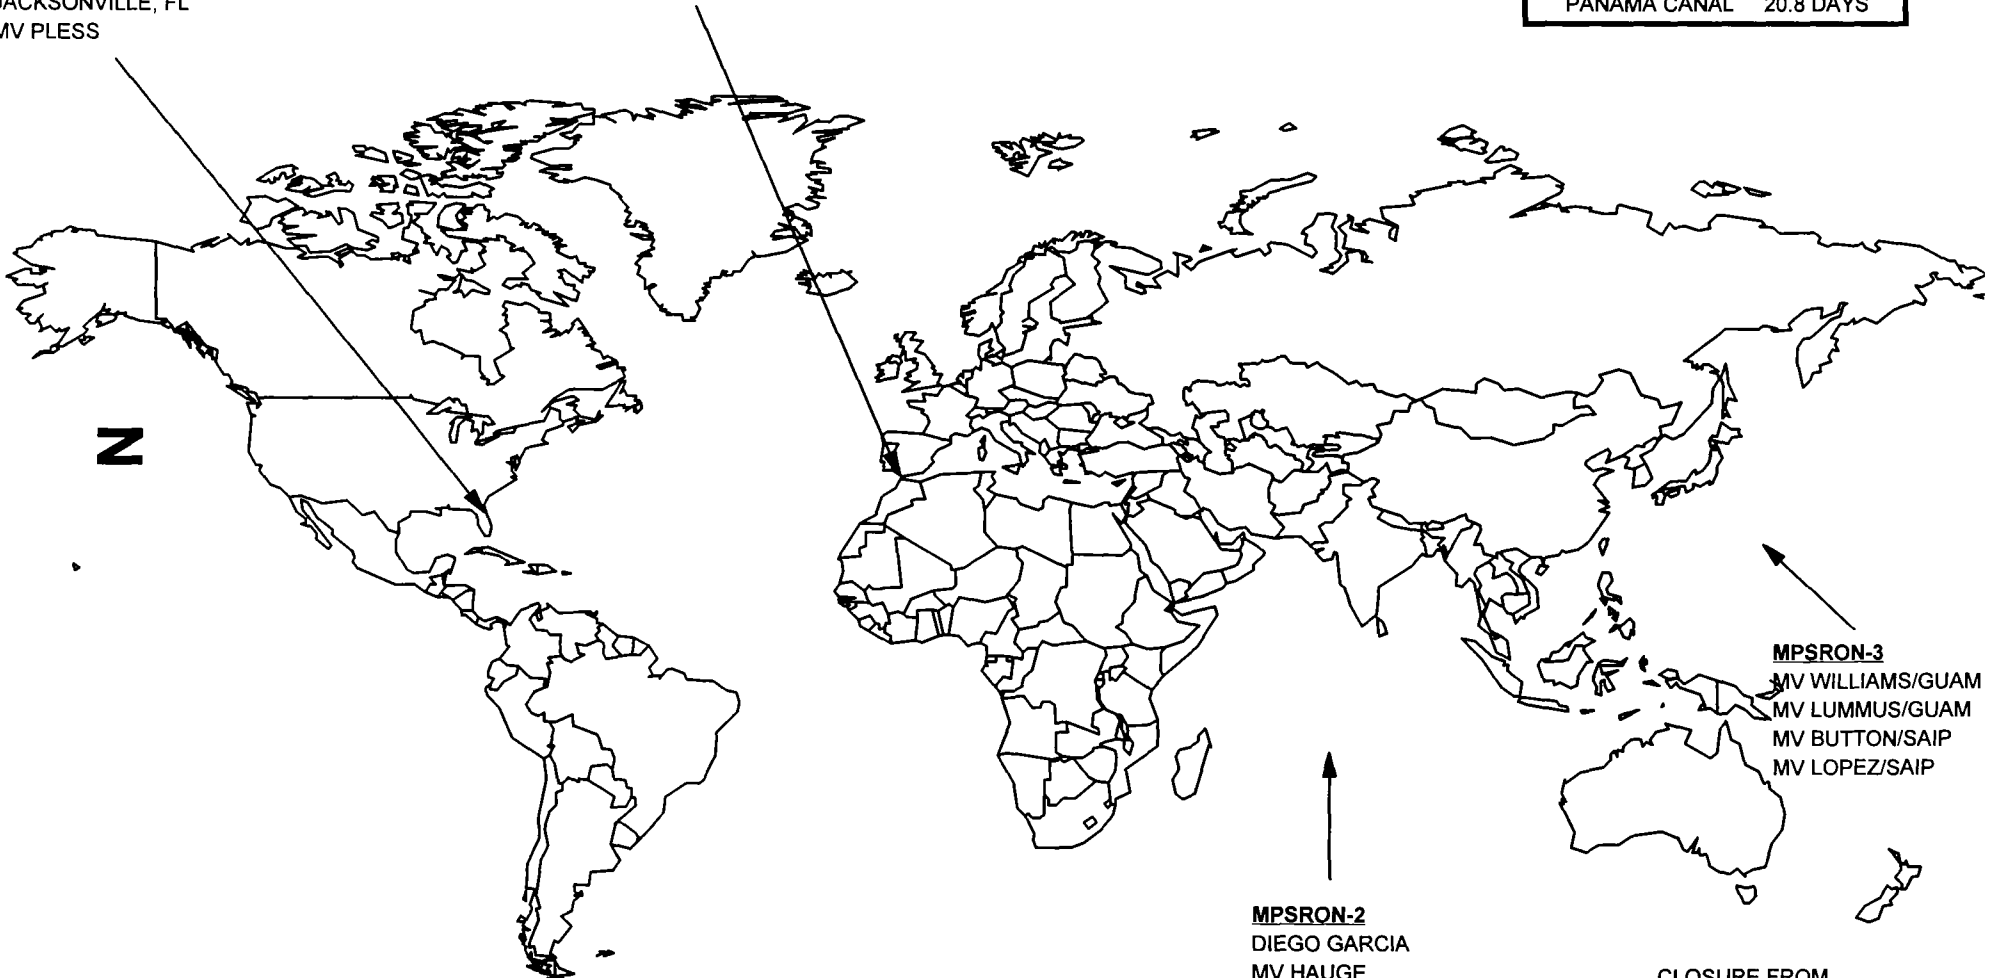 JACKSONVILLE, FL
MV PLESS
PANAMA CANAL 20.8 DAYS
N
MPSRON-3
MV WILLIAMS/GUAM
MV LUMMUS/GUAM
MV BUTTON/SAIP
MV LOPEZ/SAIP
MPSRON-2
DIEGO GARCIA
MV HAUGE
CLOSURE FROM